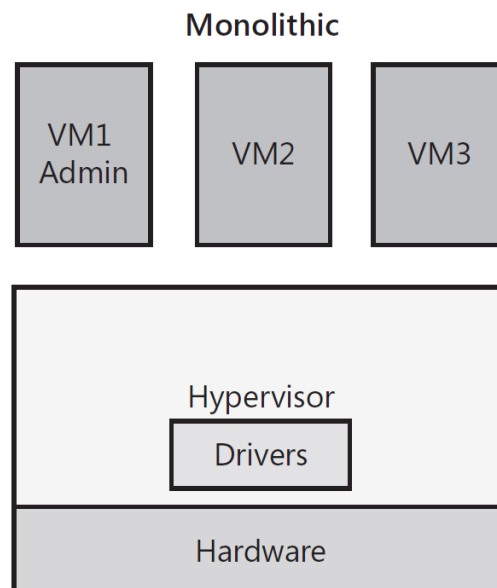 Monolithic
VM1
Admin
VM2
VM3
Hypervisor
Drivers
Hardware